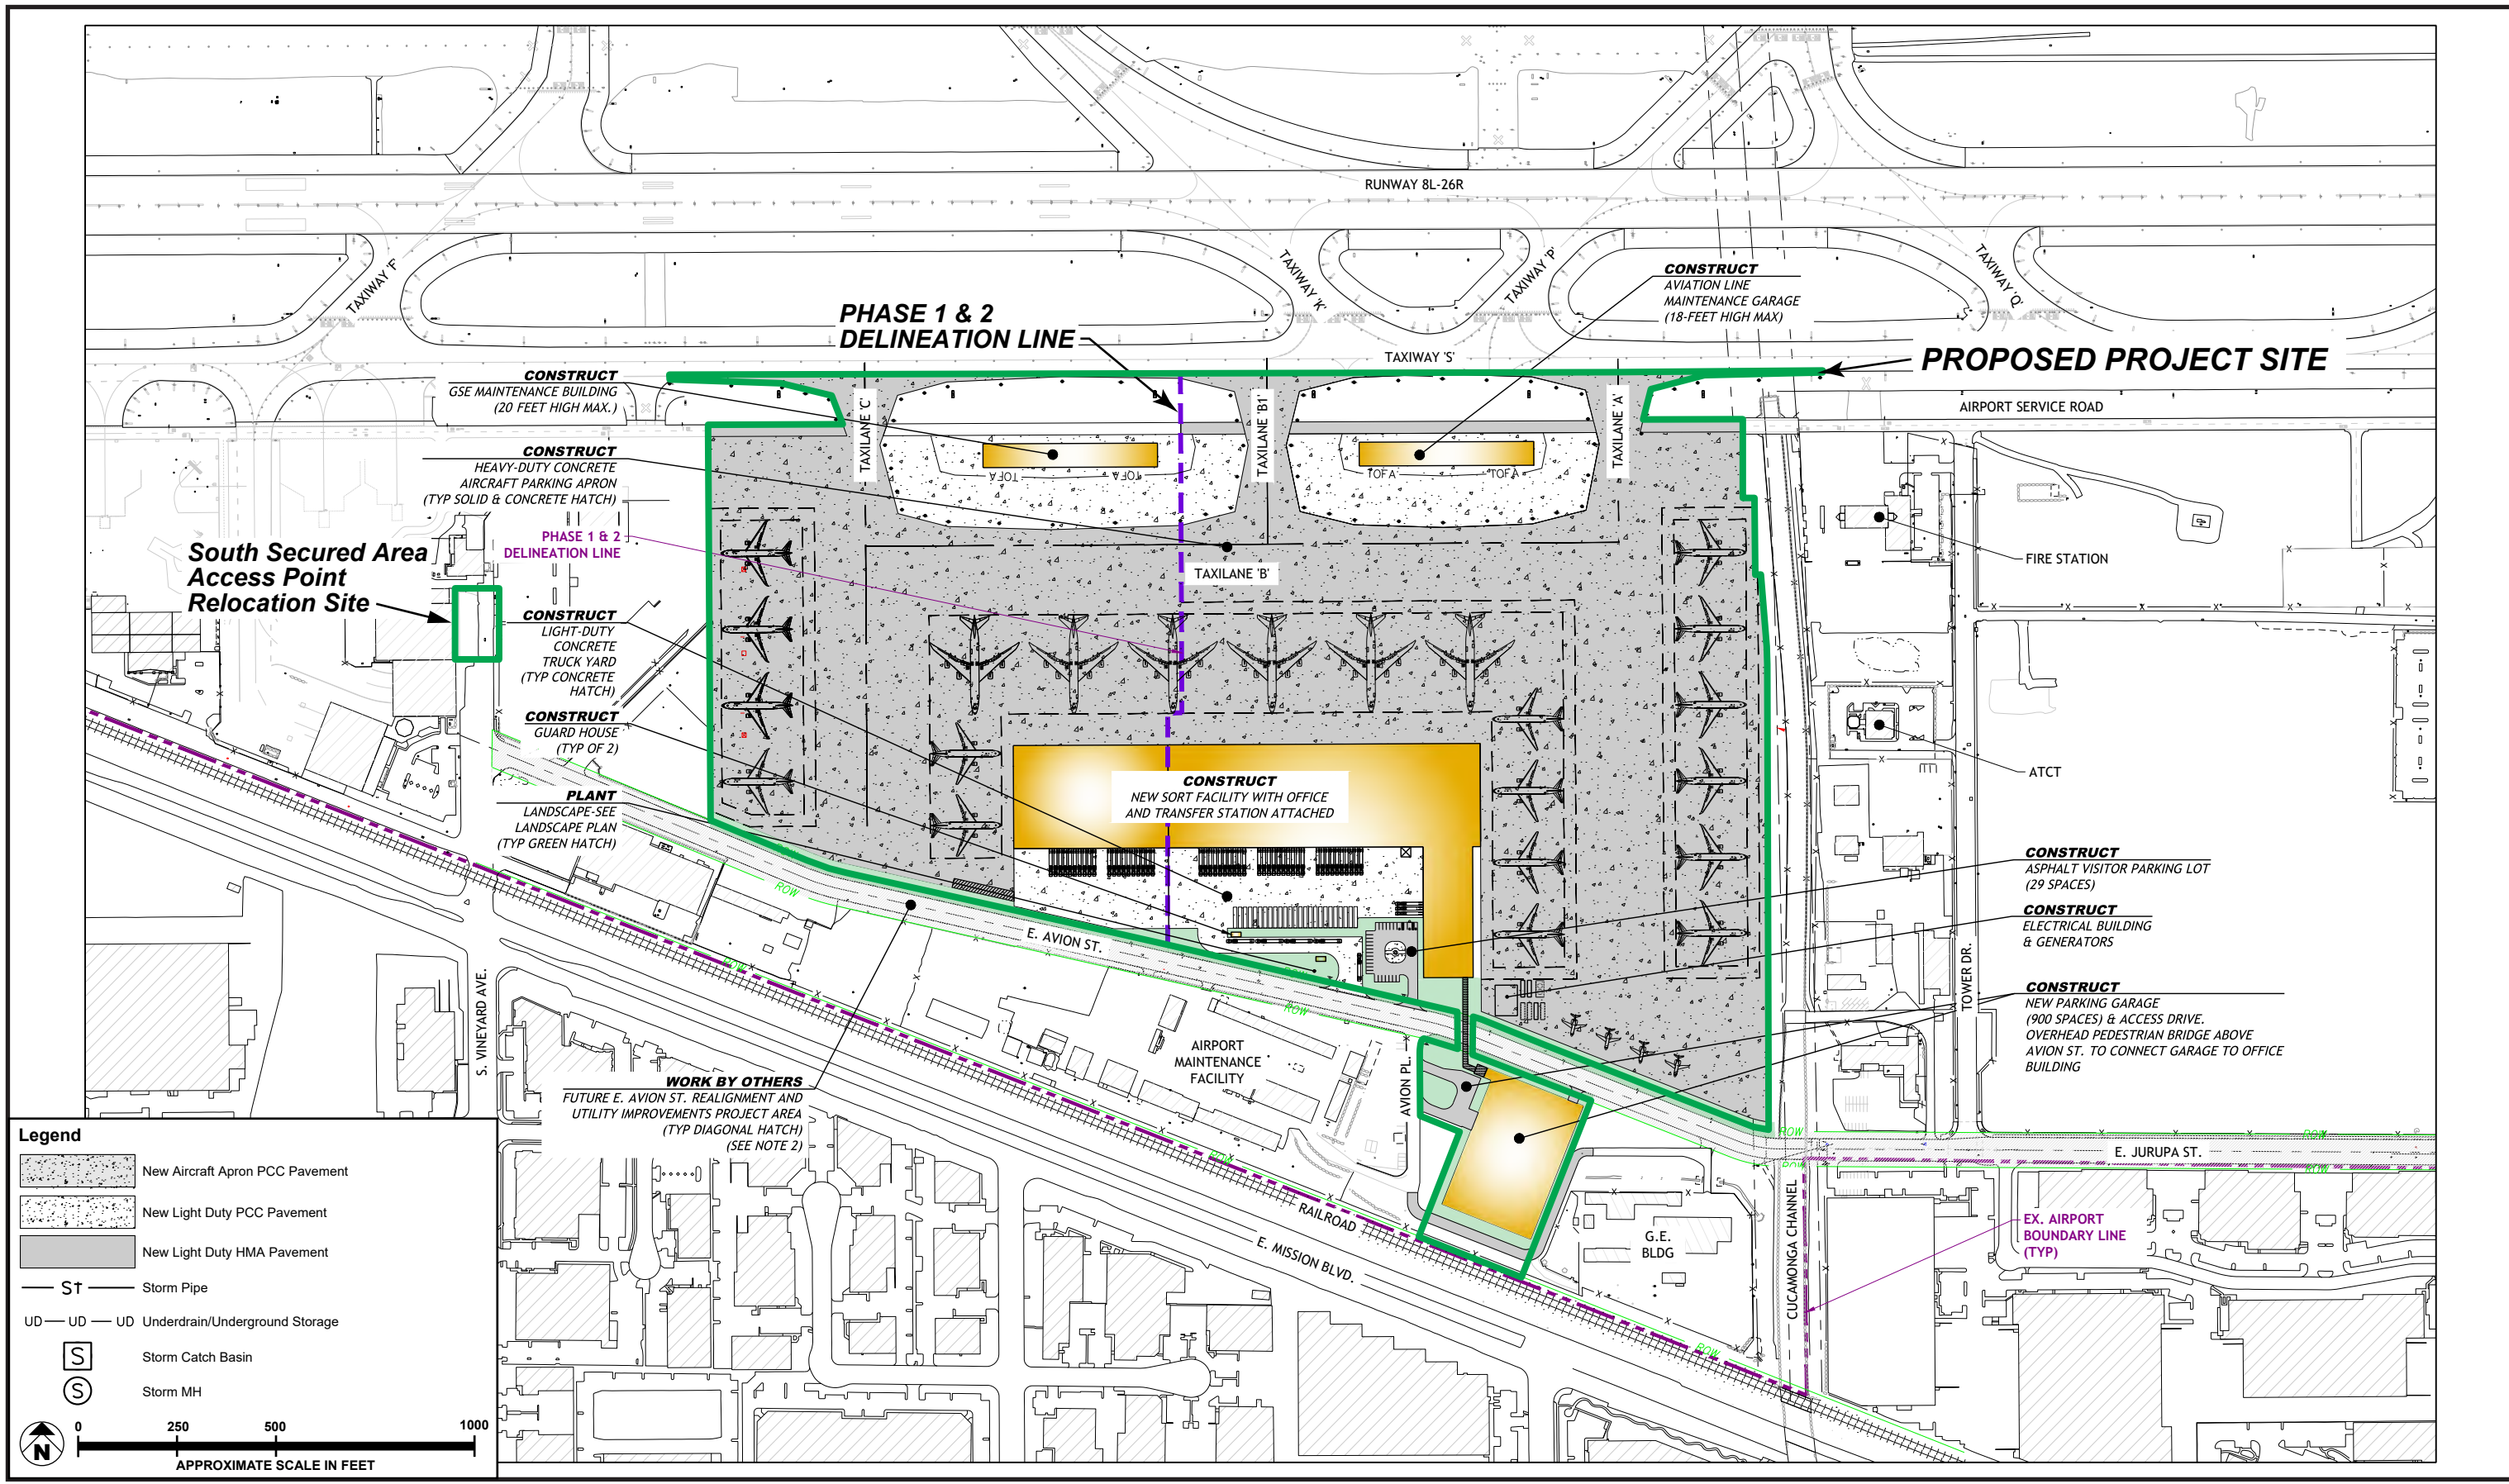 RUNWAY 8L-26R
TAXIWAY 'F'
TAXIWAY 'K'
TAXIWAY 'P'
TAXIWAY 'Q'
CONSTRUCT
AVIATION LINE
MAINTENANCE GARAGE
(18-FEET HIGH MAX)
PHASE 1 & 2
DELINEATION LINE
TAXIWAY 'S'
PROPOSED PROJECT SITE
CONSTRUCT
GSE MAINTENANCE BUILDING
(20 FEET HIGH MAX.)
TAXILANE 'C'
TAXILANE 'B1'
TAXILANE 'A'
AIRPORT SERVICE ROAD
CONSTRUCT
HEAVY-DUTY CONCRETE
AIRCRAFT PARKING APRON
(TYP SOLID & CONCRETE HATCH)
TOFA
TOFA
TOFA
TOFA
PHASE 1 & 2
DELINEATION LINE
South Secured Area
Access Point
Relocation Site
TAXILANE 'B'
FIRE STATION
CONSTRUCT
LIGHT-DUTY
CONCRETE
TRUCK YARD
(TYP CONCRETE
HATCH)
CONSTRUCT
GUARD HOUSE
(TYP OF 2)
ATCT
CONSTRUCT
NEW SORT FACILITY WITH OFFICE
AND TRANSFER STATION ATTACHED
PLANT
LANDSCAPE-SEE
LANDSCAPE PLAN
(TYP GREEN HATCH)
CONSTRUCT
ASPHALT VISITOR PARKING LOT
(29 SPACES)
CONSTRUCT
ELECTRICAL BUILDING
& GENERATORS
ROW
E. AVION ST.
ROW
ROW
S. VINEYARD AVE.
TOWER DR.
CONSTRUCT
NEW PARKING GARAGE
(900 SPACES) & ACCESS DRIVE.
OVERHEAD PEDESTRIAN BRIDGE ABOVE
AVION ST. TO CONNECT GARAGE TO OFFICE
BUILDING
AIRPORT
MAINTENANCE
FACILITY
AVION PL.
WORK BY OTHERS
FUTURE E. AVION ST. REALIGNMENT AND
UTILITY IMPROVEMENTS PROJECT AREA
(TYP DIAGONAL HATCH)
(SEE NOTE 2)
ROW
ROW
ROW
ROW
ROW
E. JURUPA ST.
RAILROAD
E. MISSION BLVD.
G.E.
BLDG
CUCAMONGA CHANNEL
EX. AIRPORT
BOUNDARY LINE
(TYP)
ROW
Legend
New Aircraft Apron PCC Pavement
New Light Duty PCC Pavement
New Light Duty HMA Pavement
ST Storm Pipe
UD UD UD Underdrain/Underground Storage
S Storm Catch Basin
S Storm MH
N
0 250 500 1000
APPROXIMATE SCALE IN FEET